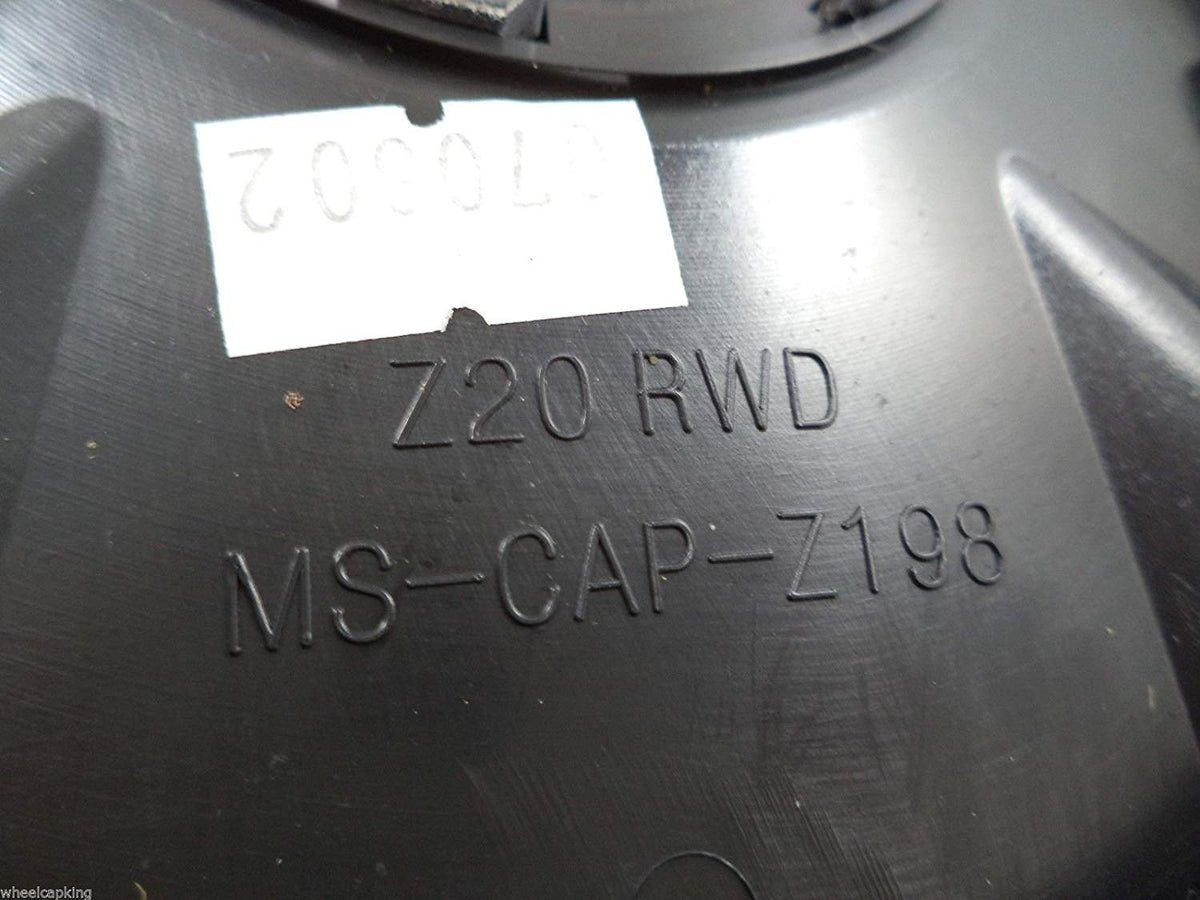 Z20 RWD
MS-CAP-Z198
wheelcapking